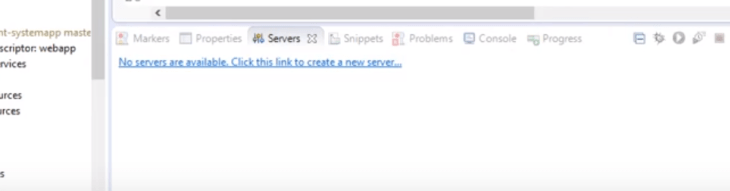 nt-systemapp maste
scriptor: webapp
rvices
urces
ources
s
Markers Properties Servers Snippets Problems Console Progress
No servers are available. Click this link to create a new server...